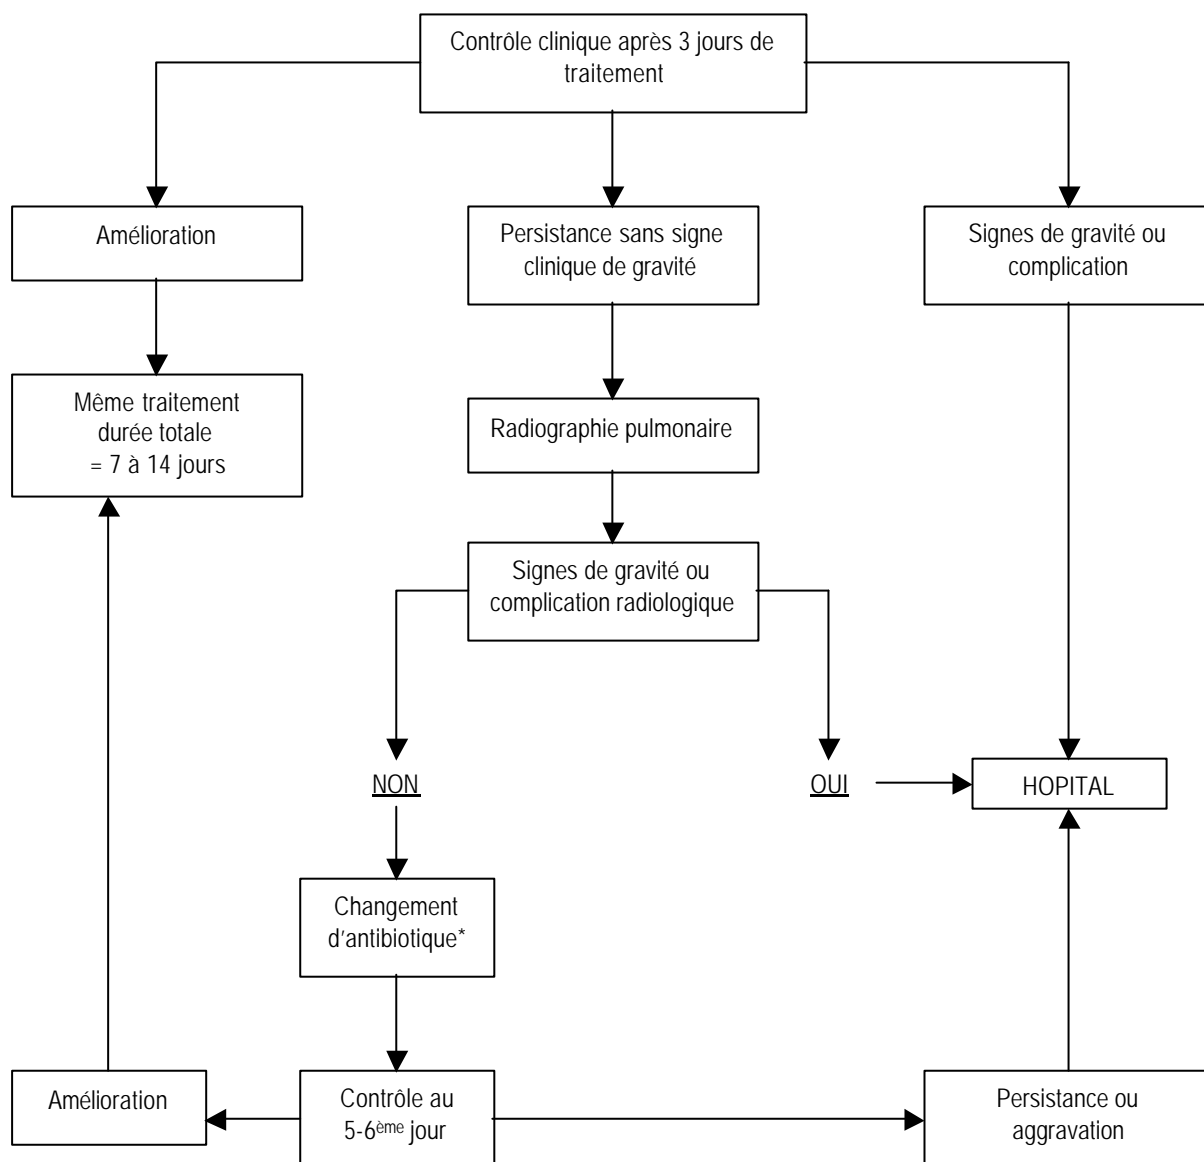 Contrôle clinique après 3 jours de
traitement
Amélioration
Persistance sans signe
clinique de gravité
Signes de gravité ou
complication
Même traitement
durée totale
= 7 à 14 jours
Radiographie pulmonaire
Signes de gravité ou
complication radiologique
NON
OUI
HOPITAL
Changement
d'antibiotique*
Amélioration
Contrôle au
5-6ème jour
Persistance ou
aggravation